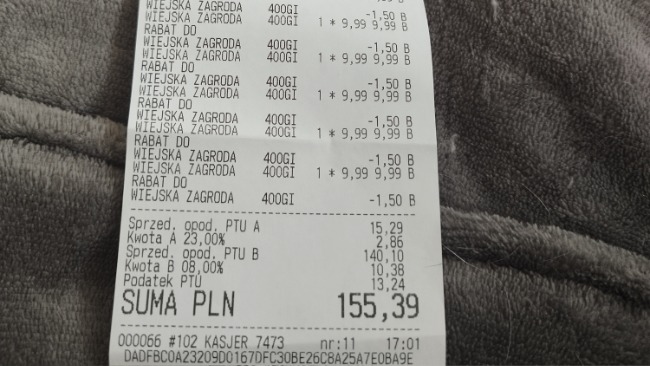 -1,50 B
WIEJSKA ZAGRODA 400GI
WIEJSKA ZAGRODA 400GI 1 * 9,99 9,99 B
RABAT DO
WIEJSKA ZAGRODA 400GI -1,50 B
WIEJSKA ZAGRODA 400GI 1 * 9,99 9,99 B
RABAT DO
WIEJSKA ZAGRODA 400GI -1,50 B
WIEJSKA ZAGRODA 400GI 1 * 9,99 9,99 B
RABAT DO
WIEJSKA ZAGRODA 400GI -1,50 B
WIEJSKA ZAGRODA 400GI 1 * 9,99 9,99 B
RABAT DO
WIEJSKA ZAGRODA 400GI -1,50 B
WIEJSKA ZAGRODA 400GI 1 * 9,99 9,99 B
RABAT DO
WIEJSKA ZAGRODA 400GI -1,50 B
Sprzed. opod. PTU A 15,29
Kwota A 23,00% 2,86
Sprzed. opod. PTU B 140,10
Kwota B 08,00% 10,38
Podatek PTU 13,24
SUMA PLN 155,39
000066 #102 KASJER 7473 nr:11 17:01
DADFBC0A23209D0167DFC30BE26C8A25A7E0BA9E